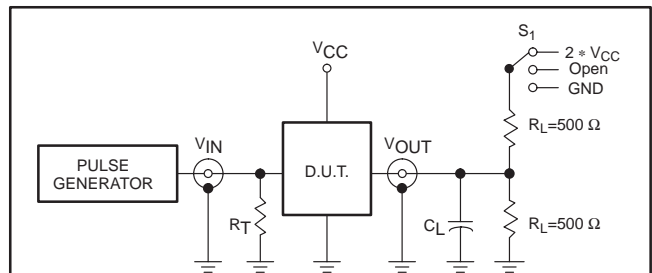 S1
2 * VCC
Open
GND
VCC
RL=500 Ω
VIN
VOUT
PULSE
GENERATOR
D.U.T.
RT
CL
RL=500 Ω